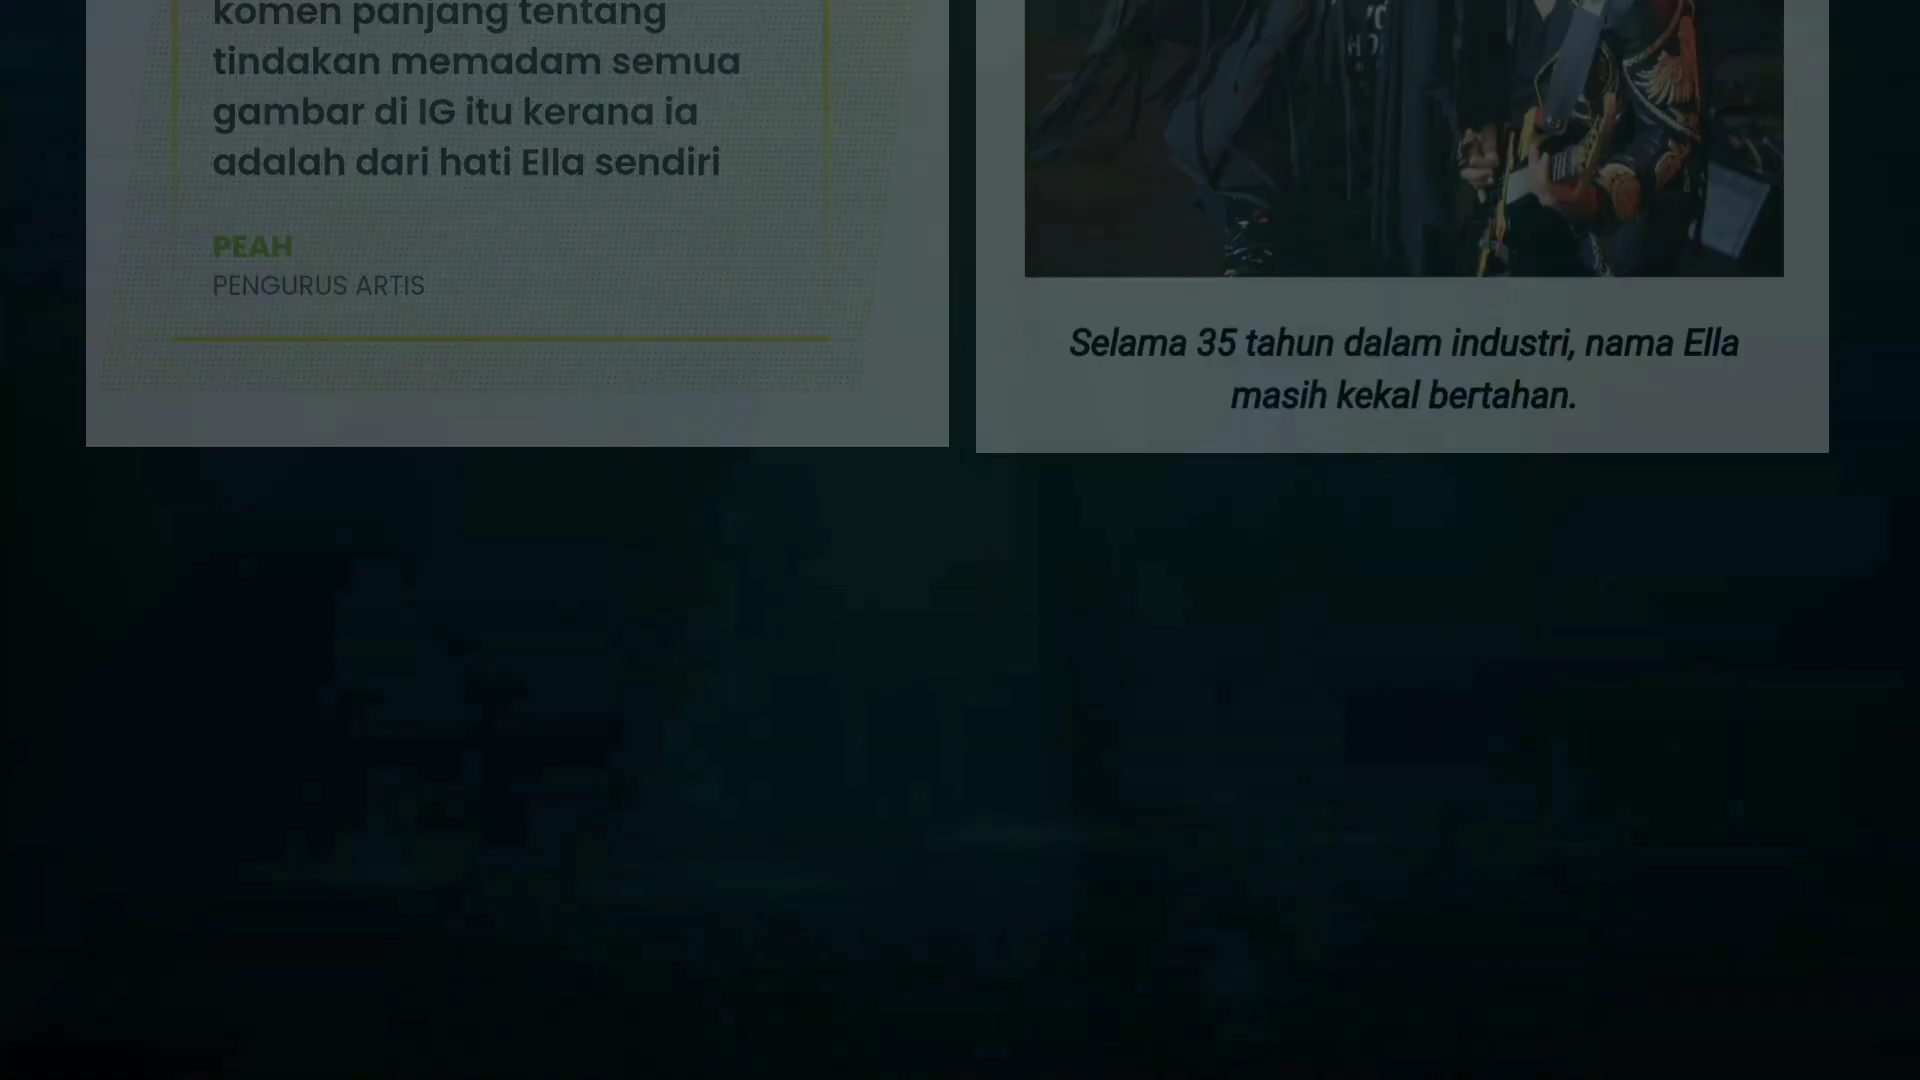 komen panjang tentang
tindakan memadam semua
gambar di IG itu kerana ia
adalah dari hati Ella sendiri
PEAH
PENGURUS ARTIS
Selama 35 tahun dalam industri, nama Ella
masih kekal bertahan.